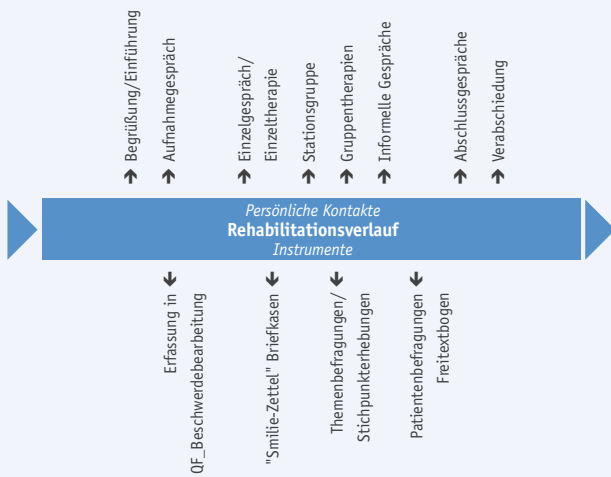 Begrüßung/Einführung
Aufnahmegespräch
Einzelgespräch/
Einzeltherapie
Stationsgruppe
Gruppentherapien
Informelle Gespräche
Abschlussgespräche
Verabschiedung
Persönliche Kontakte
Rehabilitationsverlauf
Instrumente
Erfassung in
QF_Beschwerdebearbeitung
"Smilie-Zettel" Briefkasen
Themenbefragungen/
Stichpunkterhebungen
Patientenbefragungen
Freitextbogen